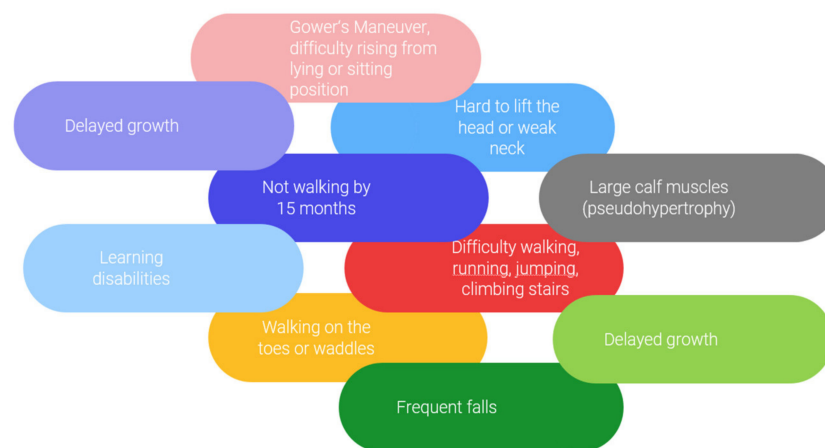 Gower's Maneuver,
difficulty rising from
lying or sitting
position
Delayed growth
Hard to lift the
head or weak
neck
Not walking by
15 months
Large calf muscles
(pseudohypertrophy)
Learning
disabilities
Difficulty walking,
running, jumping,
climbing stairs
Walking on the
toes or waddles
Delayed growth
Frequent falls